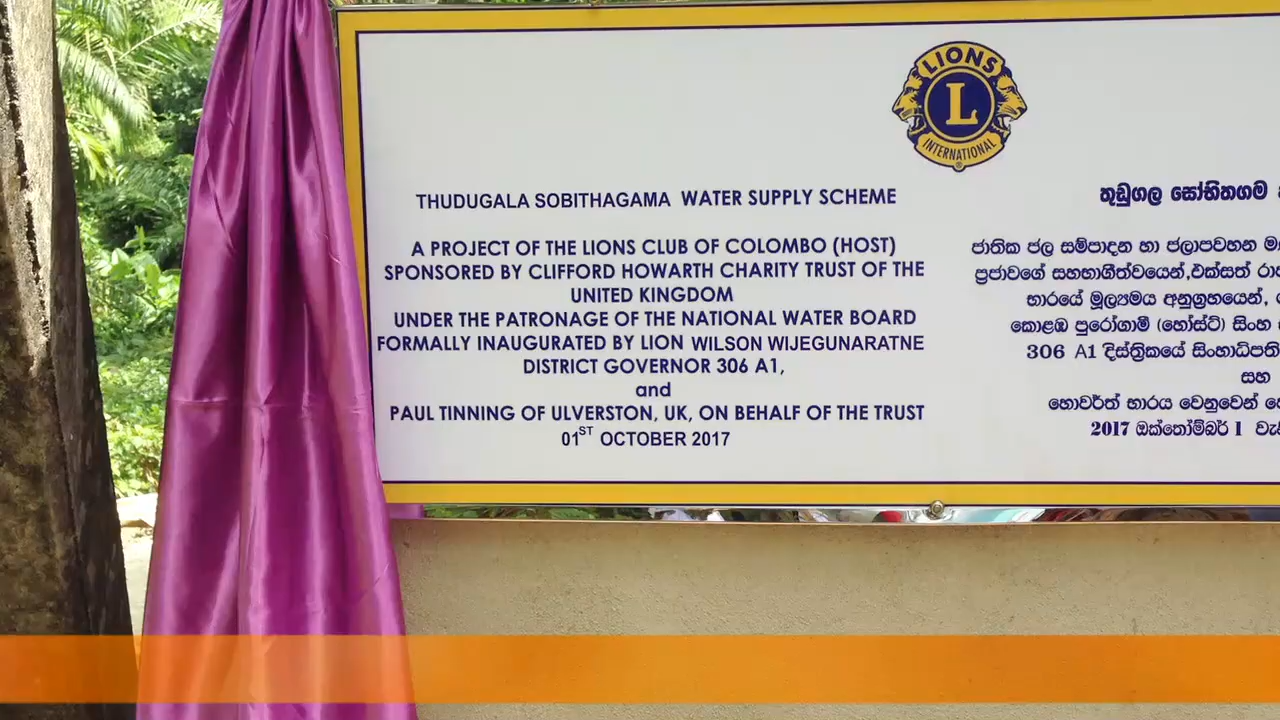 LIONS
L
INTERNATIONAL
THUDUGALA SOBITHAGAMA WATER SUPPLY SCHEME
A PROJECT OF THE LIONS CLUB OF COLOMBO (HOST)
SPONSORED BY CLIFFORD HOWARTH CHARITY TRUST OF THE
UNITED KINGDOM
UNDER THE PATRONAGE OF THE NATIONAL WATER BOARD
FORMALLY INAUGURATED BY LION WILSON WIJEGUNARATNE
DISTRICT GOVERNOR 306 A1,
and
PAUL TINNING OF ULVERSTON, UK, ON BEHALF OF THE TRUST
01ST OCTOBER 2017
තුඩුගල සෝභිතගම
ජාතික ජල සම්පාදන හා ජලාපවහන
ප්‍රජාවගේ සහභාගීත්වයෙන්,එක්සත්
භාරයේ මූල්‍යමය අනුග්‍රහයෙන්,
කොළඹ පුරෝගාමී (හෝස්ට්) සිංහ
306 A1 දිස්ත්‍රිකයේ සිංහාධිපති
සහ
හොවර්ත් භාරය වෙනුවෙන්
2017 ඔක්තෝම්බර් 1